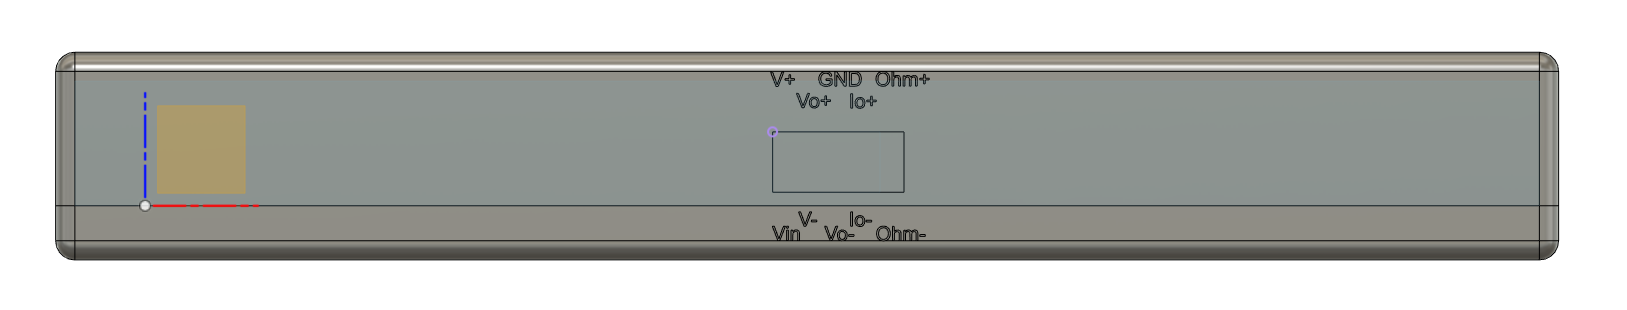 V+ GND Ohm+
Vo+ Io+
V- Io-
Vin Vo- Ohm-